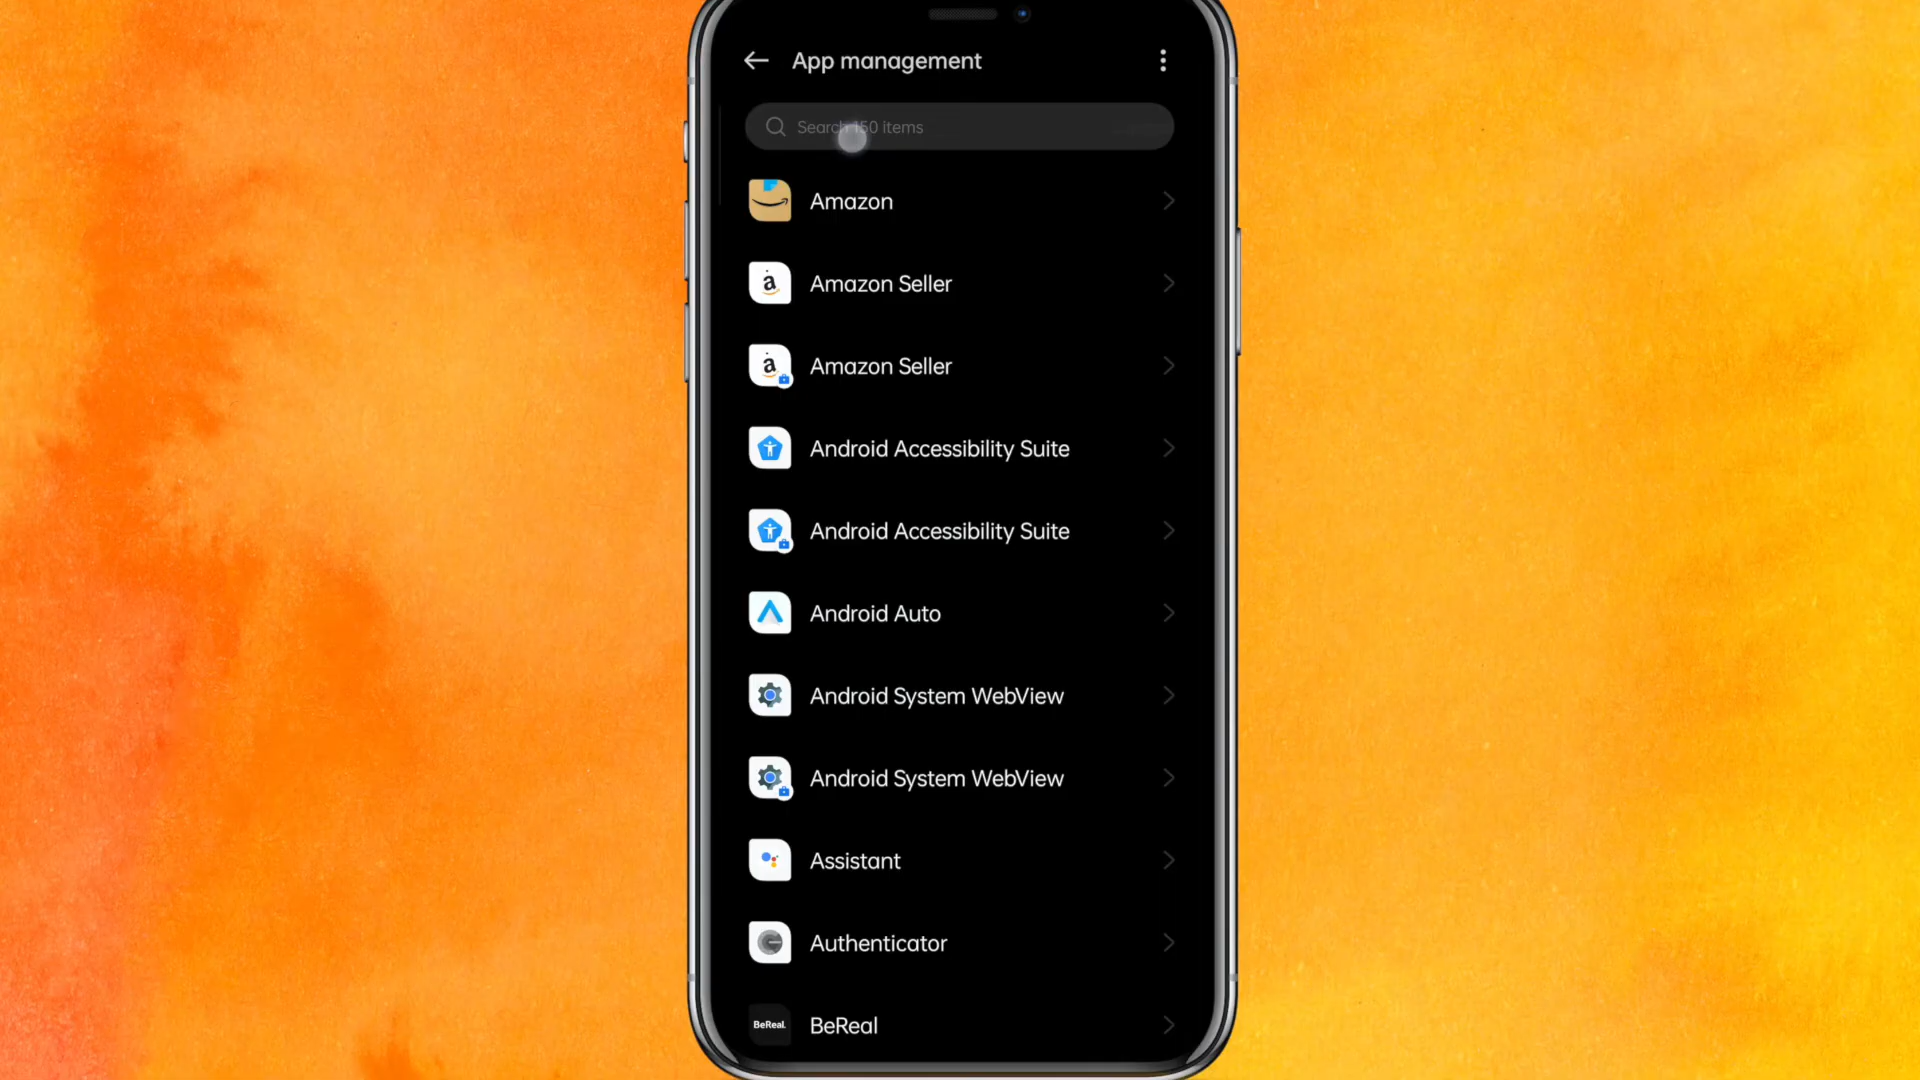 App management
Search 150 items
Amazon
Amazon Seller
Amazon Seller
Android Accessibility Suite
Android Accessibility Suite
Android Auto
Android System WebView
Android System WebView
Assistant
Authenticator
BeReal. BeReal